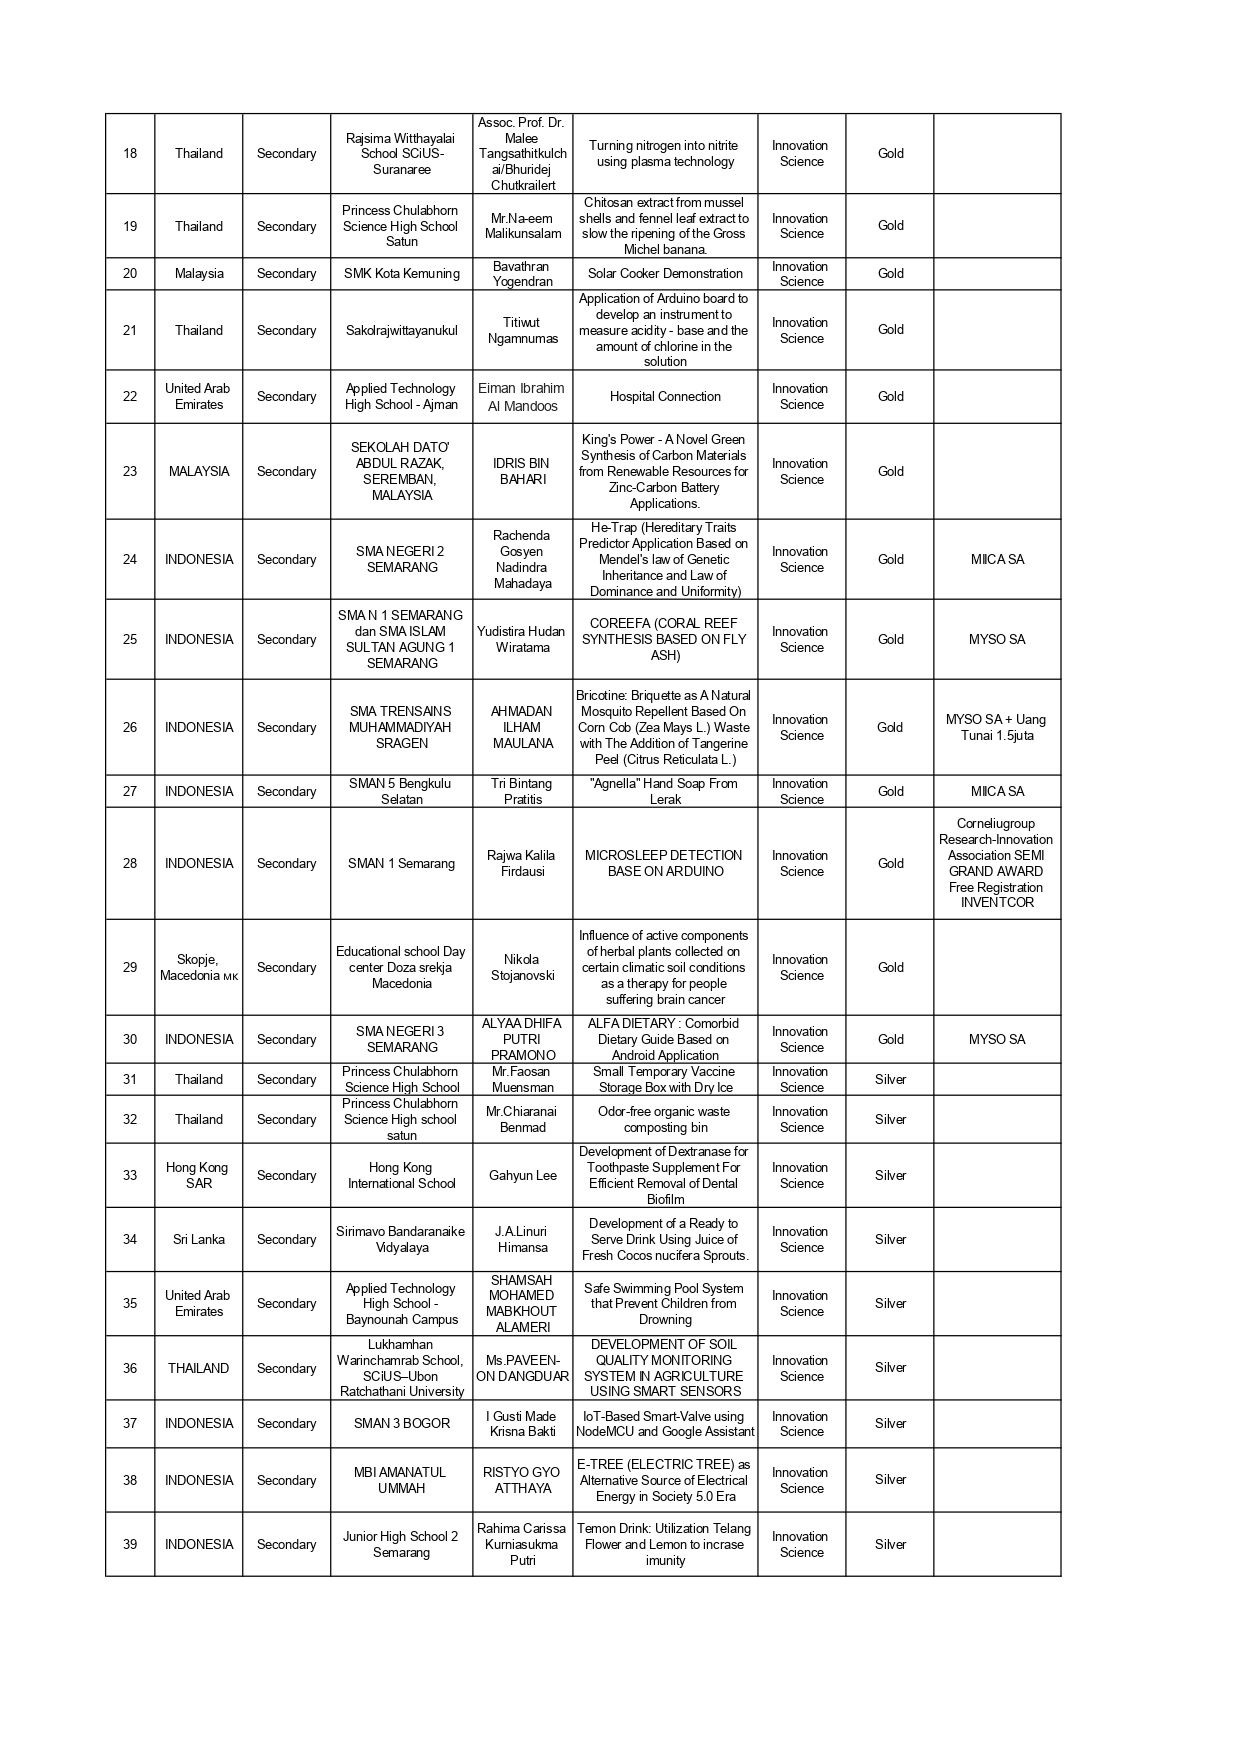 18 Thailand Secondary Rajsima Witthayalai School SCiUS- Suranaree Assoc. Prof. Dr. Malee Tangsathitkulch ai/Bhuridej Chutkrailert Turning nitrogen into nitrite using plasma technology Innovation Science Gold
19 Thailand Secondary Princess Chulabhorn Science High School Satun Mr.Na-eem Malikunsalam Chitosan extract from mussel shells and fennel leaf extract to slow the ripening of the Gross Michel banana. Innovation Science Gold
20 Malaysia Secondary SMK Kota Kemuning Bavathran Yogendran Solar Cooker Demonstration Innovation Science Gold
21 Thailand Secondary Sakolrajwittayanukul Titiwut Ngamnumas Application of Arduino board to develop an instrument to measure acidity - base and the amount of chlorine in the solution Innovation Science Gold
22 United Arab Emirates Secondary Applied Technology High School - Ajman Eiman Ibrahim Al Mandoos Hospital Connection Innovation Science Gold
23 MALAYSIA Secondary SEKOLAH DATO' ABDUL RAZAK, SEREMBAN, MALAYSIA IDRIS BIN BAHARI King's Power - A Novel Green Synthesis of Carbon Materials from Renewable Resources for Zinc-Carbon Battery Applications. Innovation Science Gold
24 INDONESIA Secondary SMA NEGERI 2 SEMARANG Rachenda Gosyen Nadindra Mahadaya He-Trap (Hereditary Traits Predictor Application Based on Mendel's law of Genetic Inheritance and Law of Dominance and Uniformity) Innovation Science Gold MIICA SA
25 INDONESIA Secondary SMA N 1 SEMARANG dan SMA ISLAM SULTAN AGUNG 1 SEMARANG Yudistira Hudan Wiratama COREEFA (CORAL REEF SYNTHESIS BASED ON FLY ASH) Innovation Science Gold MYSO SA
26 INDONESIA Secondary SMA TRENSAINS MUHAMMADIYAH SRAGEN AHMADAN ILHAM MAULANA Bricotine: Briquette as A Natural Mosquito Repellent Based On Corn Cob (Zea Mays L.) Waste with The Addition of Tangerine Peel (Citrus Reticulata L.) Innovation Science Gold MYSO SA + Uang Tunai 1.5juta
27 INDONESIA Secondary SMAN 5 Bengkulu Selatan Tri Bintang Pratitis "Agnella" Hand Soap From Lerak Innovation Science Gold MIICA SA
28 INDONESIA Secondary SMAN 1 Semarang Rajwa Kalila Firdausi MICROSLEEP DETECTION BASE ON ARDUINO Innovation Science Gold Corneliugroup Research-Innovation Association SEMI GRAND AWARD Free Registration INVENTCOR
29 Skopje, Macedonia MK Secondary Educational school Day center Doza srekja Macedonia Nikola Stojanovski Influence of active components of herbal plants collected on certain climatic soil conditions as a therapy for people suffering brain cancer Innovation Science Gold
30 INDONESIA Secondary SMA NEGERI 3 SEMARANG ALYAA DHIFA PUTRI PRAMONO ALFA DIETARY : Comorbid Dietary Guide Based on Android Application Innovation Science Gold MYSO SA
31 Thailand Secondary Princess Chulabhorn Science High School Mr.Faosan Muensman Small Temporary Vaccine Storage Box with Dry Ice Innovation Science Silver
32 Thailand Secondary Princess Chulabhorn Science High school satun Mr.Chiaranai Benmad Odor-free organic waste composting bin Innovation Science Silver
33 Hong Kong SAR Secondary Hong Kong International School Gahyun Lee Development of Dextranase for Toothpaste Supplement For Efficient Removal of Dental Biofilm Innovation Science Silver
34 Sri Lanka Secondary Sirimavo Bandaranaike Vidyalaya J.A.Linuri Himansa Development of a Ready to Serve Drink Using Juice of Fresh Cocos nucifera Sprouts. Innovation Science Silver
35 United Arab Emirates Secondary Applied Technology High School - Baynounah Campus SHAMSAH MOHAMED MABKHOUT ALAMERI Safe Swimming Pool System that Prevent Children from Drowning Innovation Science Silver
36 THAILAND Secondary Lukhamhan Warinchamrab School, SCiUS–Ubon Ratchathani University Ms.PAVEEN- ON DANGDUAR DEVELOPMENT OF SOIL QUALITY MONITORING SYSTEM IN AGRICULTURE USING SMART SENSORS Innovation Science Silver
37 INDONESIA Secondary SMAN 3 BOGOR I Gusti Made Krisna Bakti IoT-Based Smart-Valve using NodeMCU and Google Assistant Innovation Science Silver
38 INDONESIA Secondary MBI AMANATUL UMMAH RISTYO GYO ATTHAYA E-TREE (ELECTRIC TREE) as Alternative Source of Electrical Energy in Society 5.0 Era Innovation Science Silver
39 INDONESIA Secondary Junior High School 2 Semarang Rahima Carissa Kurniasukma Putri Temon Drink: Utilization Telang Flower and Lemon to incrase imunity Innovation Science Silver